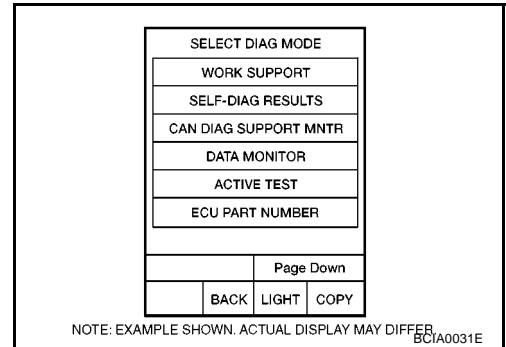 SELECT DIAG MODE
WORK SUPPORT
SELF-DIAG RESULTS
CAN DIAG SUPPORT MNTR
DATA MONITOR
ACTIVE TEST
ECU PART NUMBER
Page Down
BACK LIGHT COPY
NOTE: EXAMPLE SHOWN. ACTUAL DISPLAY MAY DIFFER.
BCIA0031E